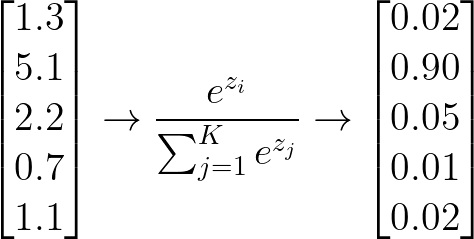 [1.3 5.1 2.2 0.7 1.1] → e^{z_i} / ∑_{j=1}^{K} e^{z_j} → [0.02 0.90 0.05 0.01 0.02]